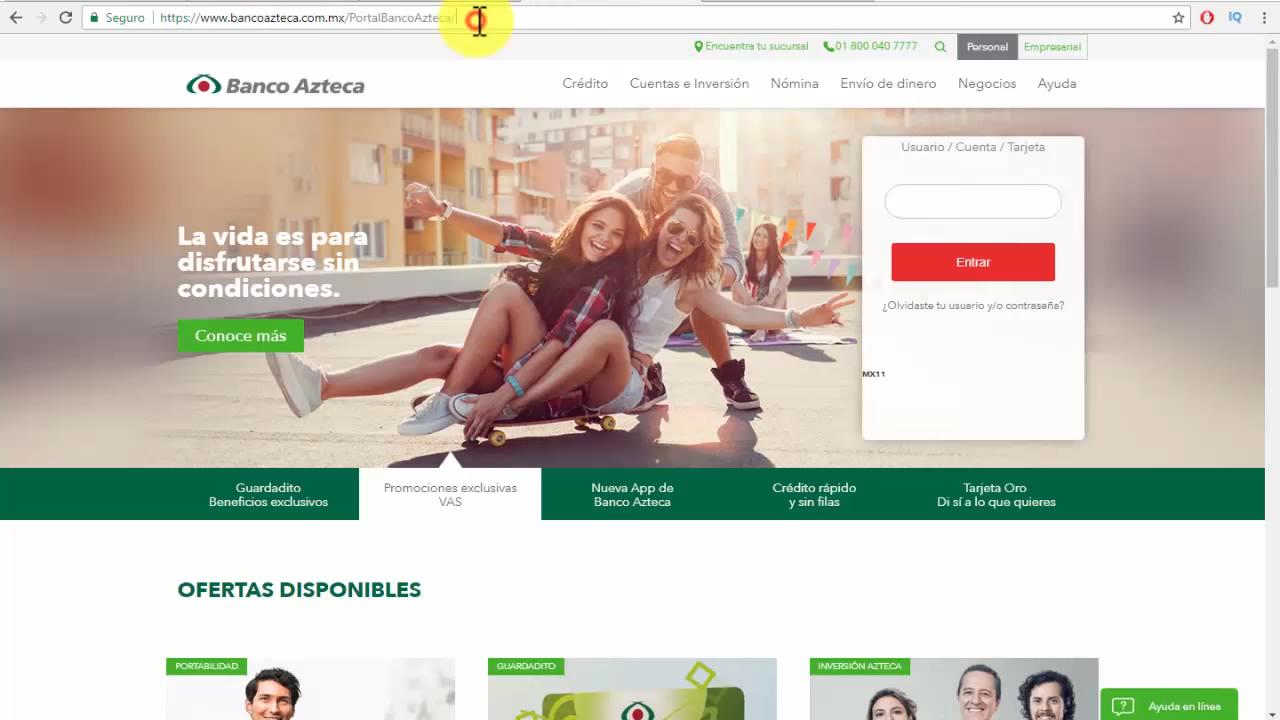 Seguro
https://www.bancoazteca.com.mx/PortalBancoAzteca/
IQ
Encuentra tu sucursal
01 800 040 7777
Personal
Empresarial
Banco Azteca
Crédito
Cuentas e Inversión
Nómina
Envío de dinero
Negocios
Ayuda
Usuario / Cuenta / Tarjeta
Entrar
¿Olvidaste tu usuario y/o contraseña?
MX11
La vida es para
disfrutarse sin
condiciones.
Conoce más
Guardadito
Beneficios exclusivos
Promociones exclusivas
VAS
Nueva App de
Banco Azteca
Crédito rápido
y sin filas
Tarjeta Oro
Di sí a lo que quieres
OFERTAS DISPONIBLES
PORTABILIDAD
GUARDADITO
INVERSIÓN AZTECA
? Ayuda en línea